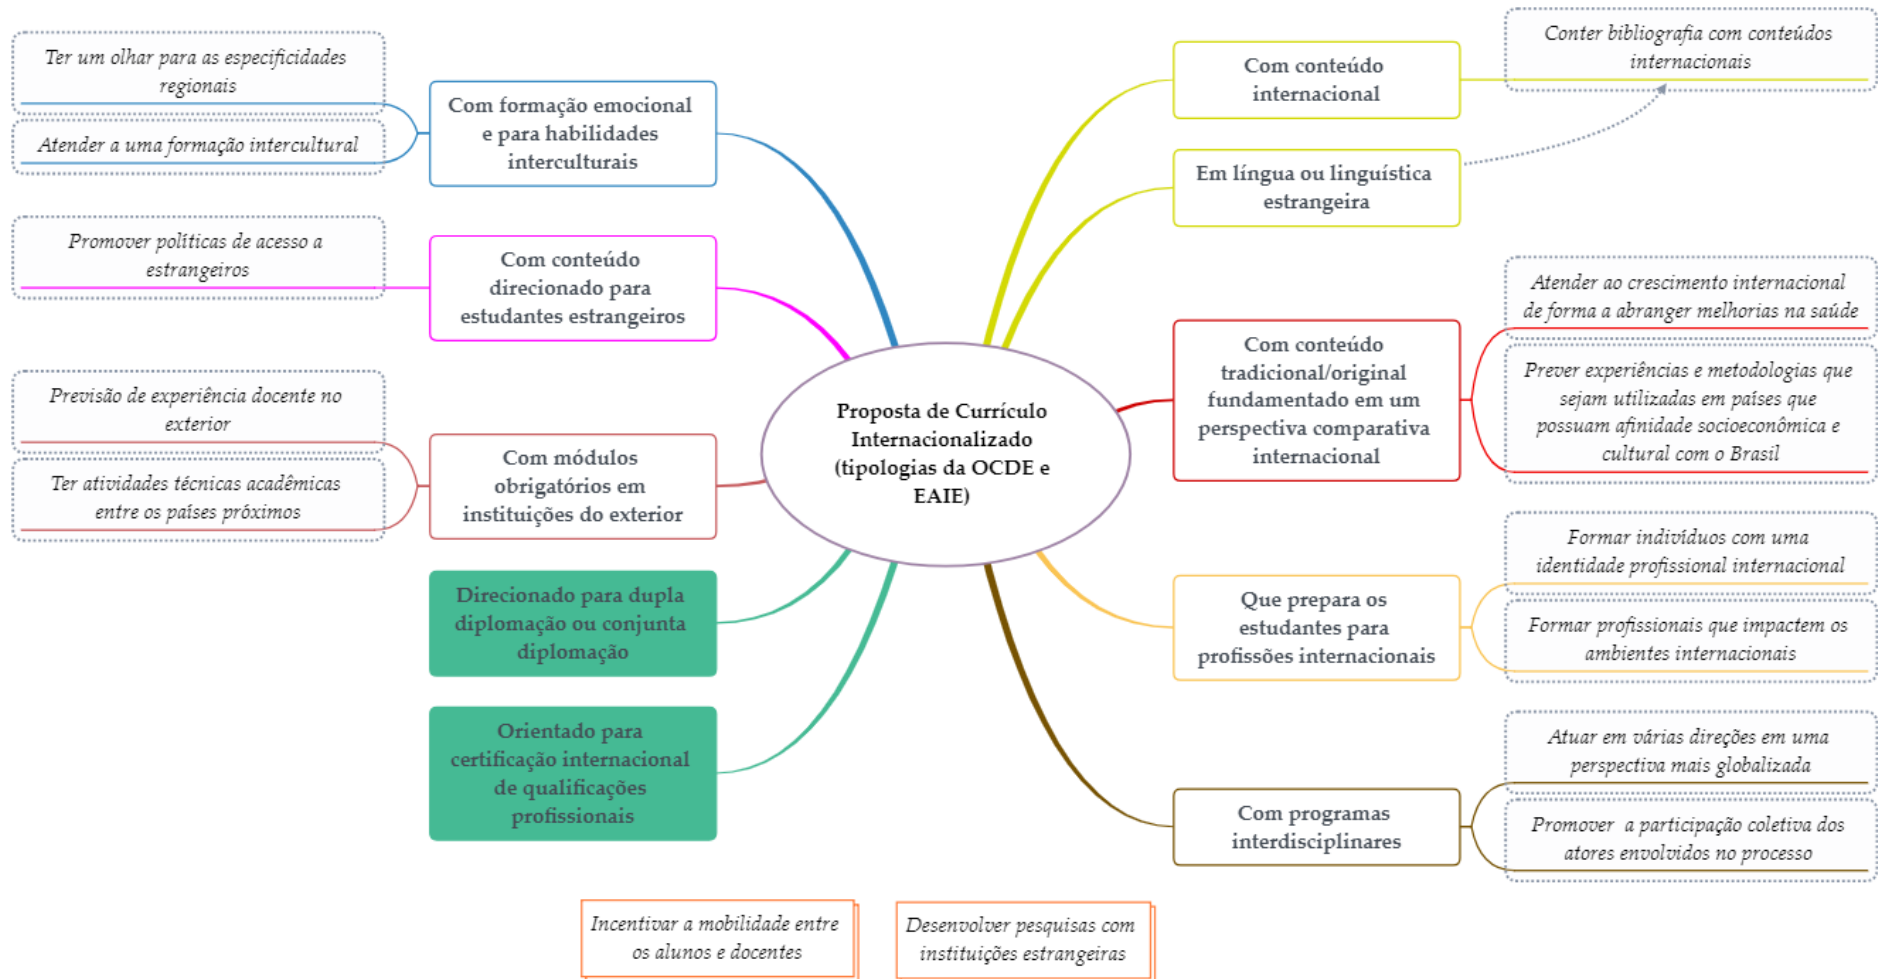 Ter um olhar para as especificidades
regionais
Atender a uma formação intercultural
Com formação emocional
e para habilidades
interculturais
Promover políticas de acesso a
estrangeiros
Com conteúdo
direcionado para
estudantes estrangeiros
Previsão de experiência docente no
exterior
Ter atividades técnicas acadêmicas
entre os países próximos
Com módulos
obrigatórios em
instituições do exterior
Direcionado para dupla
diplomação ou conjunta
diplomação
Orientado para
certificação internacional
de qualificações
profissionais
Proposta de Currículo
Internacionalizado
(tipologias da OCDE e
EAIE)
Com conteúdo
internacional
Conter bibliografia com conteúdos
internacionais
Em língua ou linguística
estrangeira
Com conteúdo
tradicional/original
fundamentado em um
perspectiva comparativa
internacional
Atender ao crescimento internacional
de forma a abranger melhorias na saúde
Prever experiências e metodologias que
sejam utilizadas em países que
possuam afinidade socioeconômica e
cultural com o Brasil
Que prepara os
estudantes para
profissões internacionais
Formar indivíduos com uma
identidade profissional internacional
Formar profissionais que impactem os
ambientes internacionais
Com programas
interdisciplinares
Atuar em várias direções em uma
perspectiva mais globalizada
Promover a participação coletiva dos
atores envolvidos no processo
Incentivar a mobilidade entre
os alunos e docentes
Desenvolver pesquisas com
instituições estrangeiras